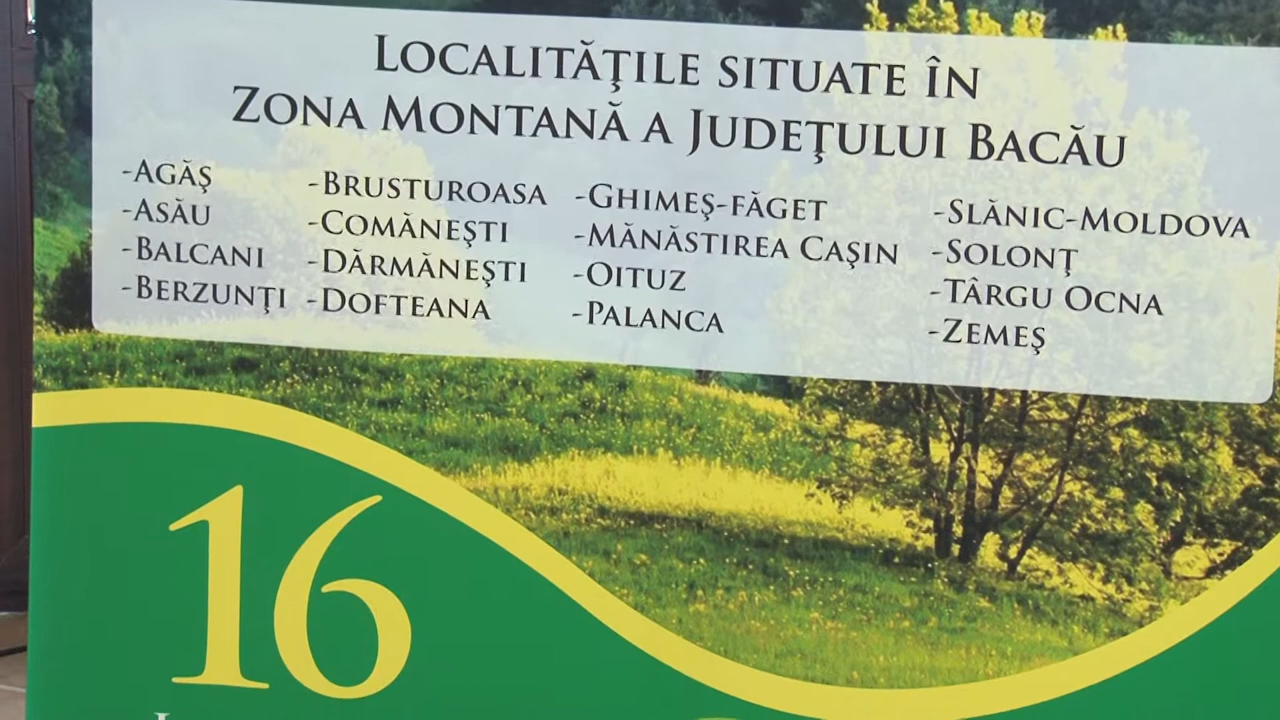 LOCALITĂŢILE SITUATE ÎN
ZONA MONTANĂ A JUDEŢULUI BACĂU
-AGĂŞ
-ASĂU
-BALCANI
-BERZUNŢI
-BRUSTUROASA
-COMĂNEŞTI
-DĂRMĂNEŞTI
-DOFTEANA
-GHIMEŞ-FĂGET
-MĂNĂSTIREA CAŞIN
-OITUZ
-PALANCA
-SLĂNIC-MOLDOVA
-SOLONŢ
-TÂRGU OCNA
-ZEMEŞ
16